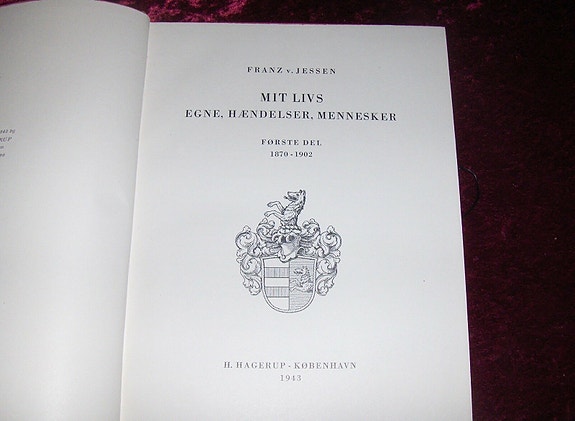 FRANZ v. JESSEN
MIT LIVS
EGNE, HÆNDELSER, MENNESKER
FØRSTE DEL
1870 - 1902
H. HAGERUP - KØBENHAVN
1943